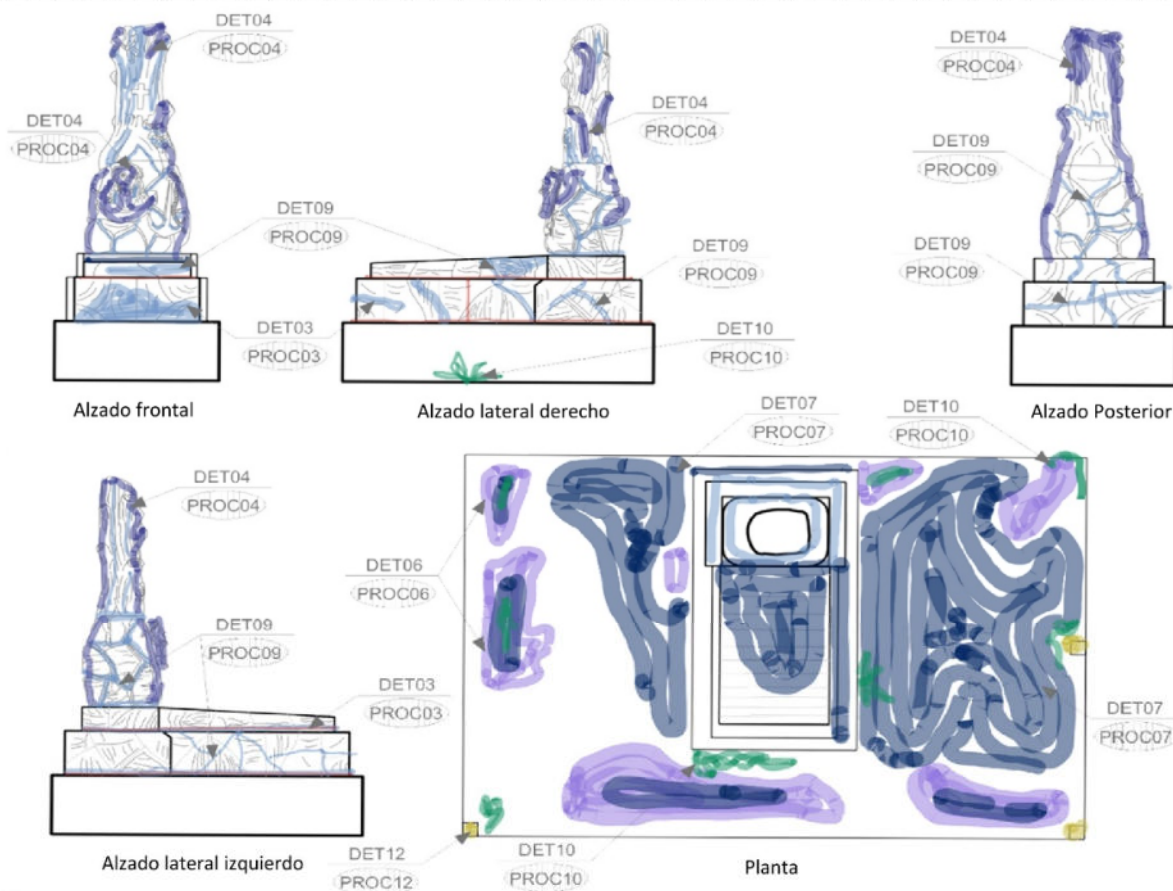 DET04
PROC04
DET04
PROC04
DET09
PROC09
DET03
PROC03
Alzado frontal
DET04
PROC04
DET09
PROC09
DET10
PROC10
Alzado lateral derecho
DET04
PROC04
DET09
PROC09
DET09
PROC09
Alzado Posterior
DET04
PROC04
DET09
PROC09
DET03
PROC03
Alzado lateral izquierdo
DET07
PROC07
DET10
PROC10
DET06
PROC06
DET07
PROC07
DET12
PROC12
DET10
PROC10
Planta